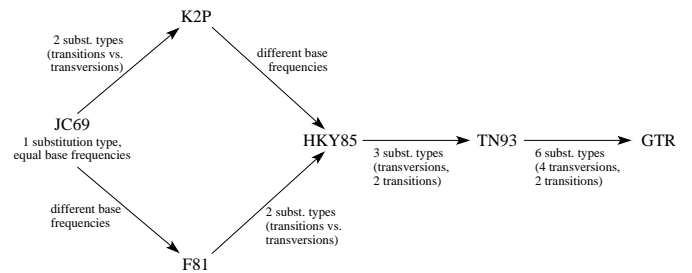 K2P
2 subst. types
(transitions vs.
transversions)
different base
frequencies
JC69
1 substitution type,
equal base frequencies
HKY85
3 subst. types
(transversions,
2 transitions)
TN93
6 subst. types
(4 transversions,
2 transitions)
GTR
different base
frequencies
2 subst. types
(transitions vs.
transversions)
F81